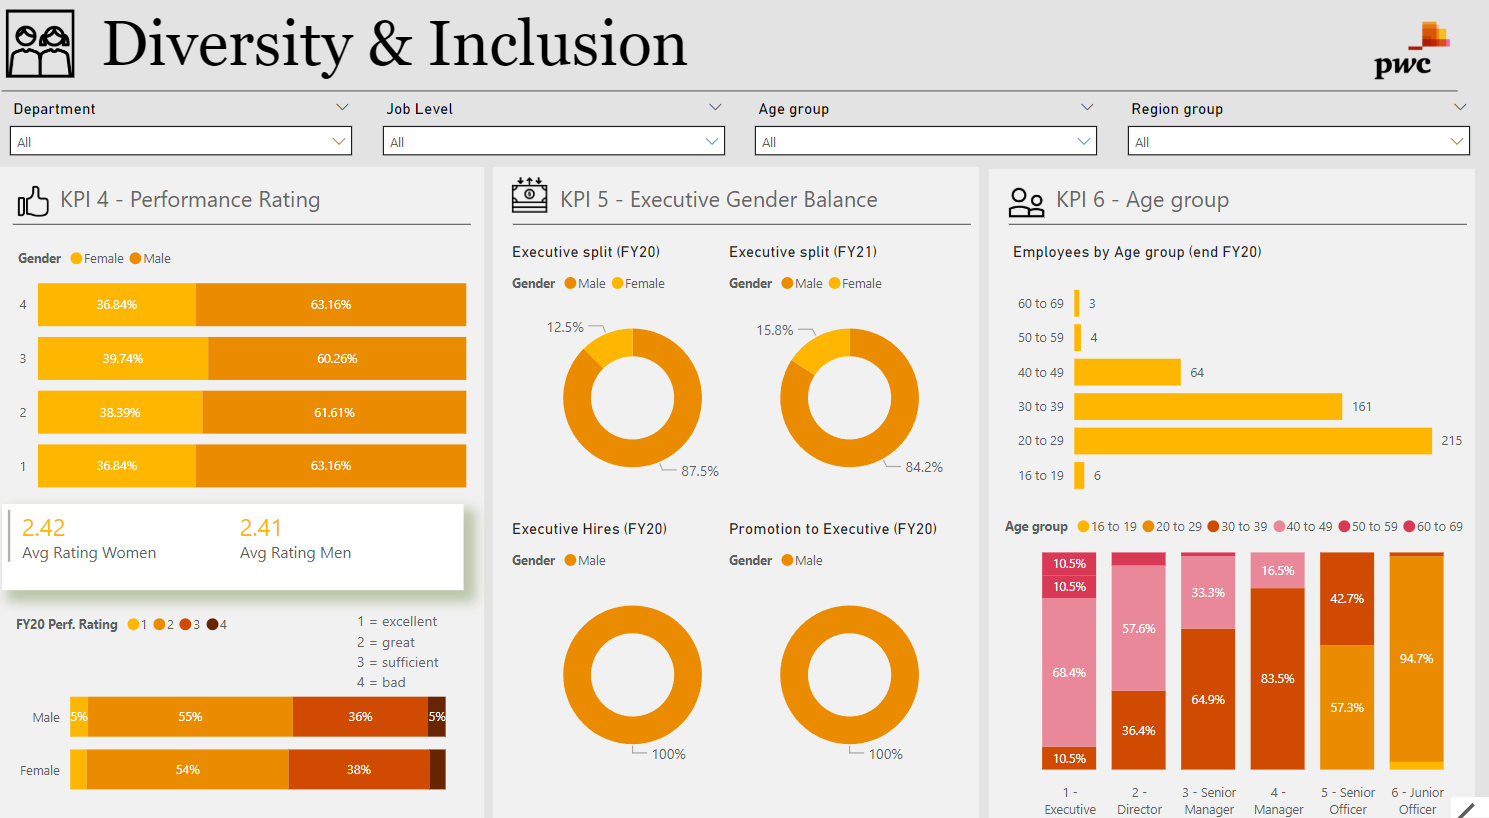 Diversity & Inclusion
pwc
Department
Job Level
Age group
Region group
All
All
All
All
KPI 4 - Performance Rating
Gender Female Male
4 36.84% 63.16%
3 39.74% 60.26%
2 38.39% 61.61%
1 36.84% 63.16%
2.42
Avg Rating Women
2.41
Avg Rating Men
FY20 Perf. Rating 1 2 3 4
1 = excellent
2 = great
3 = sufficient
4 = bad
Male 5% 55% 36% 5%
Female 54% 38%
KPI 5 - Executive Gender Balance
Executive split (FY20)
Gender Male Female
12.5%
87.5%
Executive split (FY21)
Gender Male Female
15.8%
84.2%
Executive Hires (FY20)
Gender Male
100%
Promotion to Executive (FY20)
Gender Male
100%
KPI 6 - Age group
Employees by Age group (end FY20)
60 to 69 3
50 to 59 4
40 to 49 64
30 to 39 161
20 to 29 215
16 to 19 6
Age group 16 to 19 20 to 29 30 to 39 40 to 49 50 to 59 60 to 69
10.5%
10.5%
68.4%
10.5%
57.6%
36.4%
33.3%
64.9%
16.5%
83.5%
42.7%
57.3%
94.7%
1 -
Executive
2 -
Director
3 - Senior
Manager
4 -
Manager
5 - Senior
Officer
6 - Junior
Officer